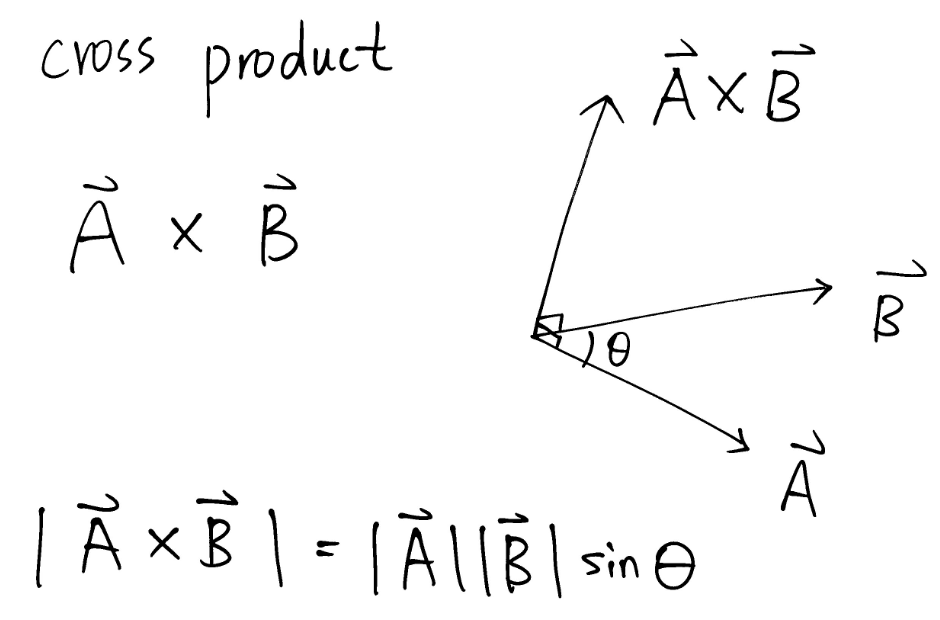 cross product
A⃗ × B⃗
A⃗ × B⃗
B⃗
θ
A⃗
|A⃗ × B⃗| = |A⃗||B⃗| sin θ